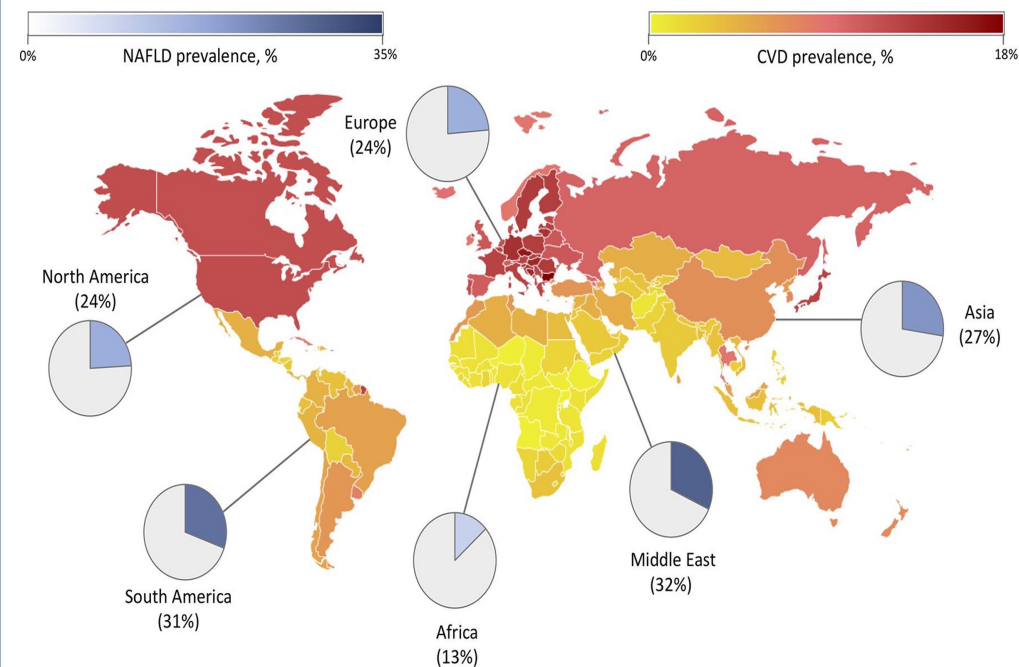 0%
NAFLD prevalence, %
35%
0%
CVD prevalence, %
18%
Europe
(24%)
North America
(24%)
Asia
(27%)
South America
(31%)
Middle East
(32%)
Africa
(13%)